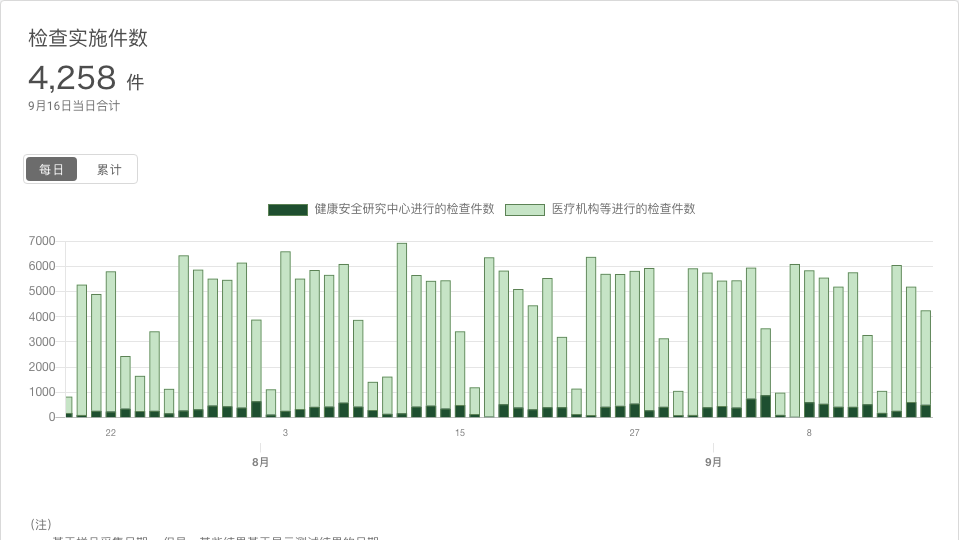 检查实施件数
4,258 件
9月16日当日合计
每日 累计
健康安全研究中心进行的检查件数 医疗机构等进行的检查件数
7000
6000
5000
4000
3000
2000
1000
0
22 3 15 27 8
8月 9月
（注）